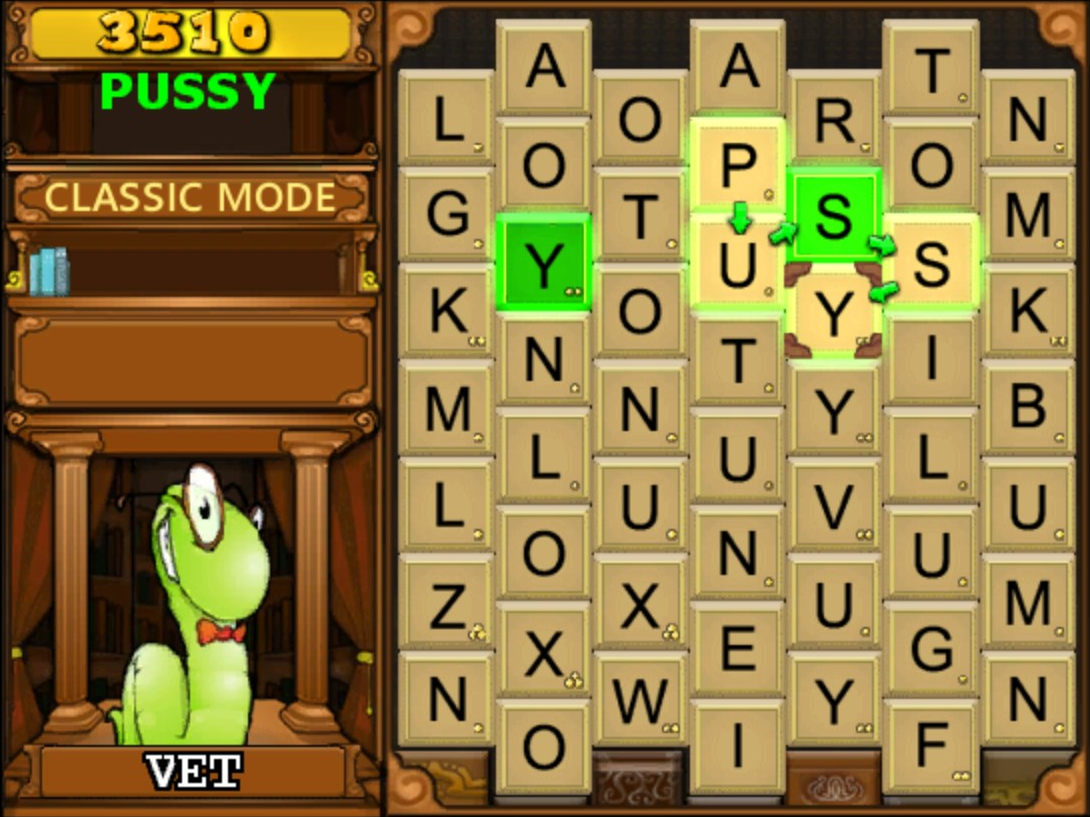 3510
PUSSY
CLASSIC MODE
VET
A A T
L O R N
O P O
G T S M
Y U S
K O Y K
N T I
M N Y B
L U L
L U V U
O N U
Z X U M
X E G
N W Y N
O I F